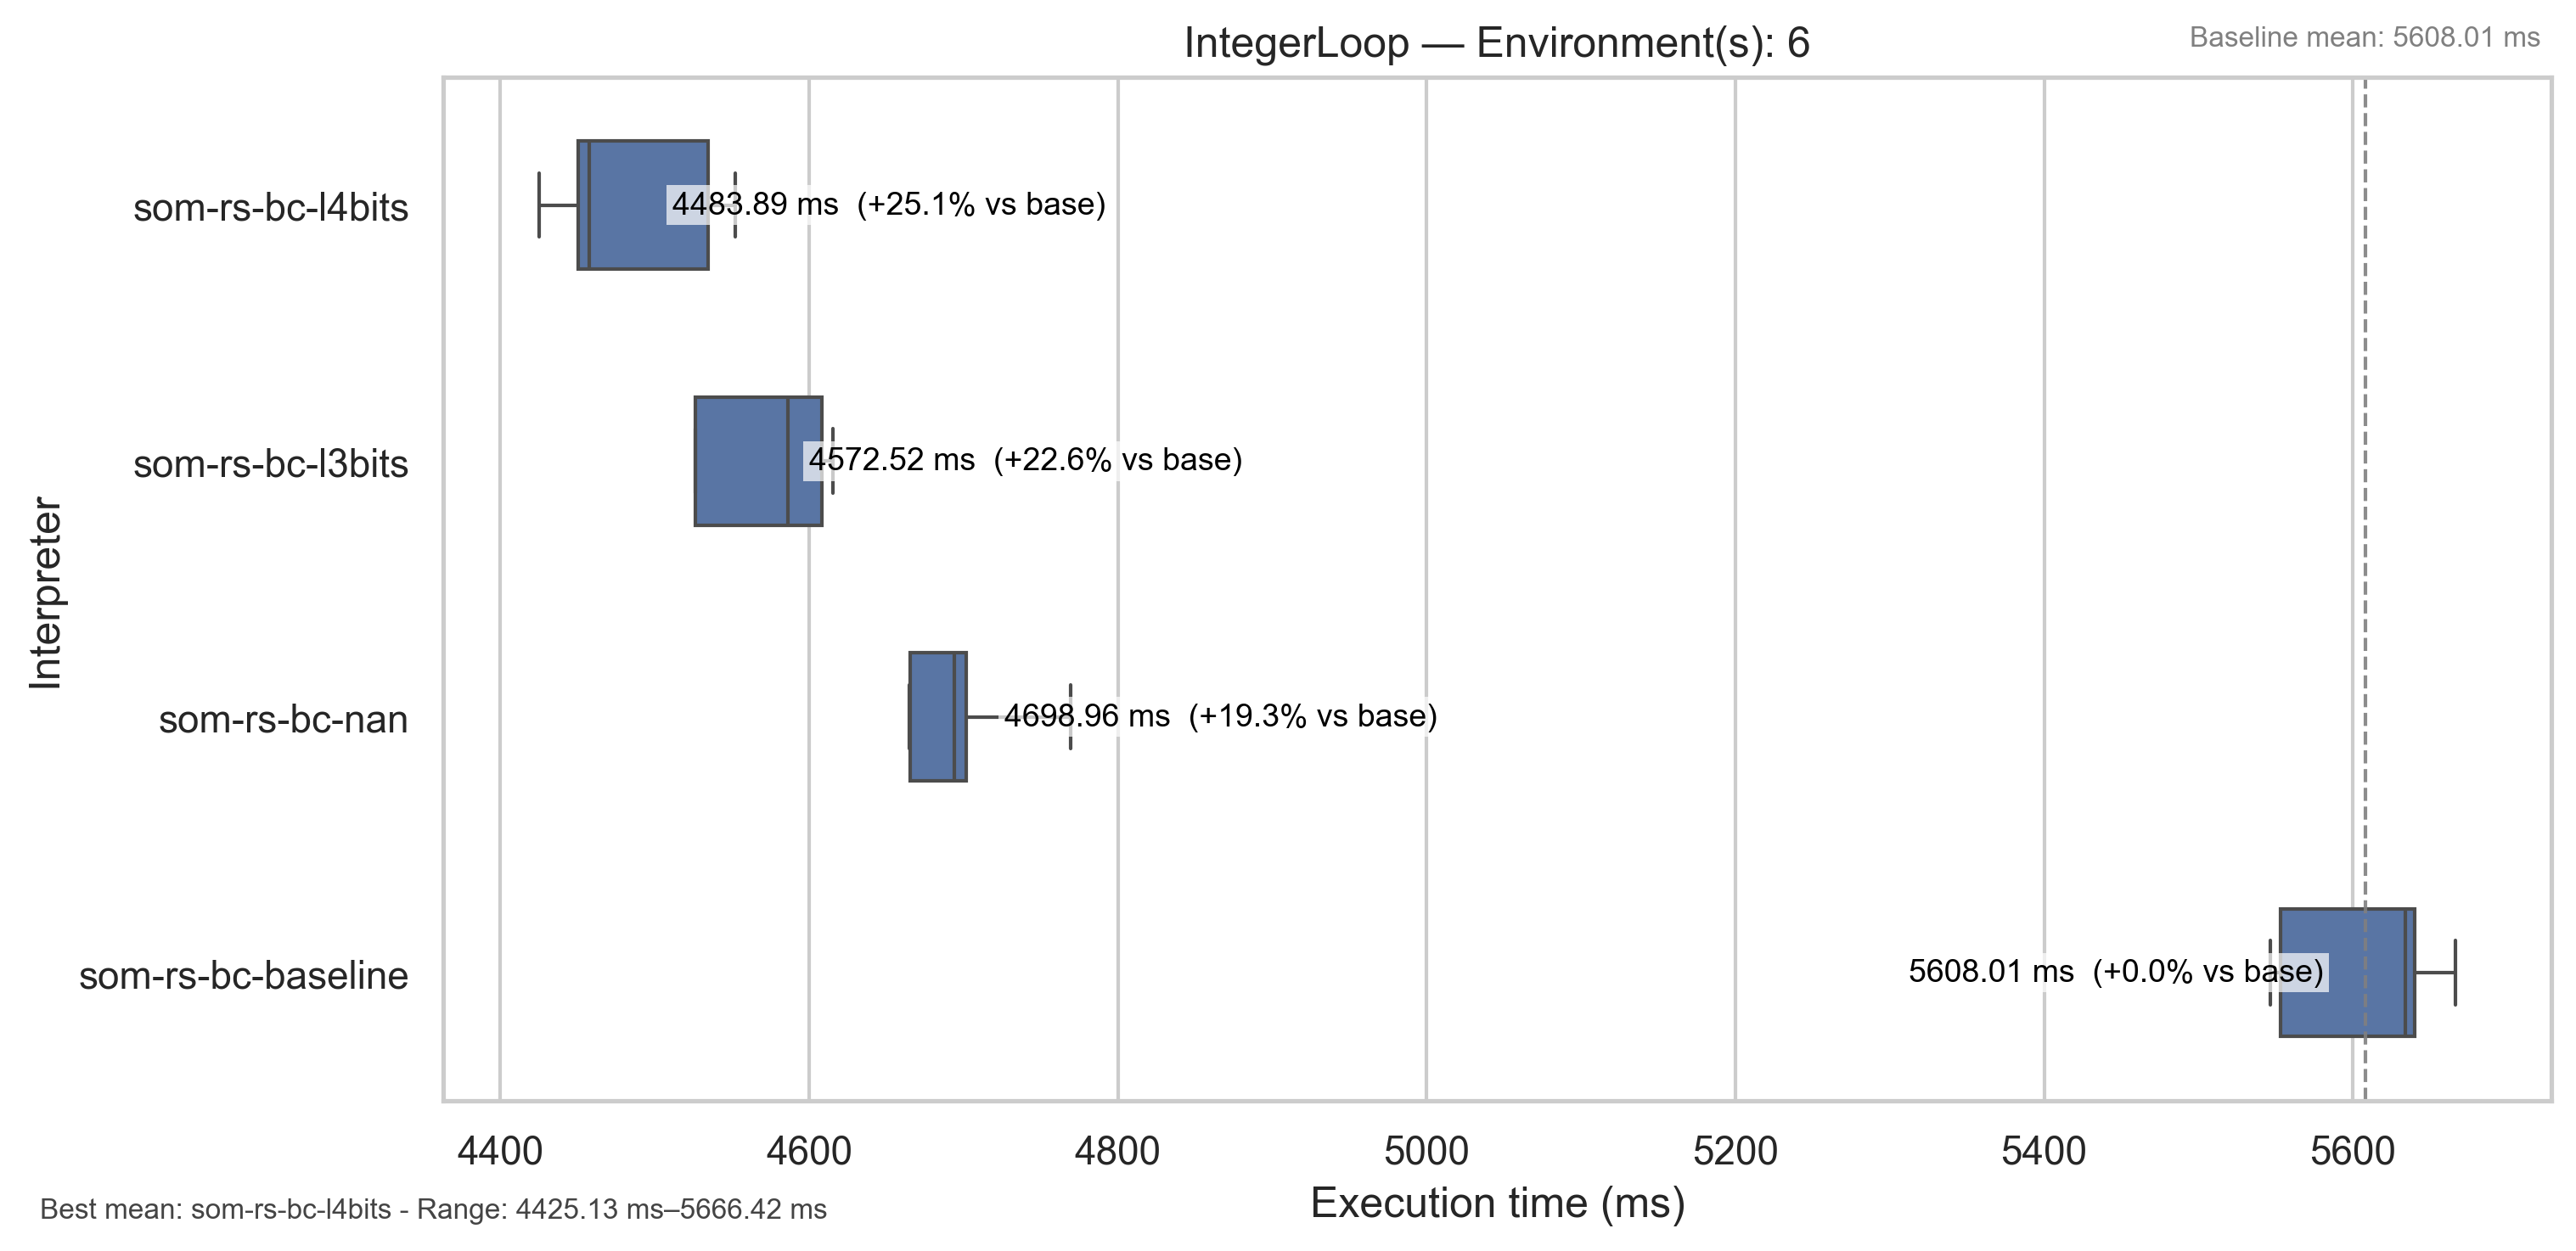 IntegerLoop — Environment(s): 6
Baseline mean: 5608.01 ms
Interpreter
som-rs-bc-l4bits
4483.89 ms (+25.1% vs base)
som-rs-bc-l3bits
4572.52 ms (+22.6% vs base)
som-rs-bc-nan
4698.96 ms (+19.3% vs base)
som-rs-bc-baseline
5608.01 ms (+0.0% vs base)
4400 4600 4800 5000 5200 5400 5600
Execution time (ms)
Best mean: som-rs-bc-l4bits - Range: 4425.13 ms–5666.42 ms